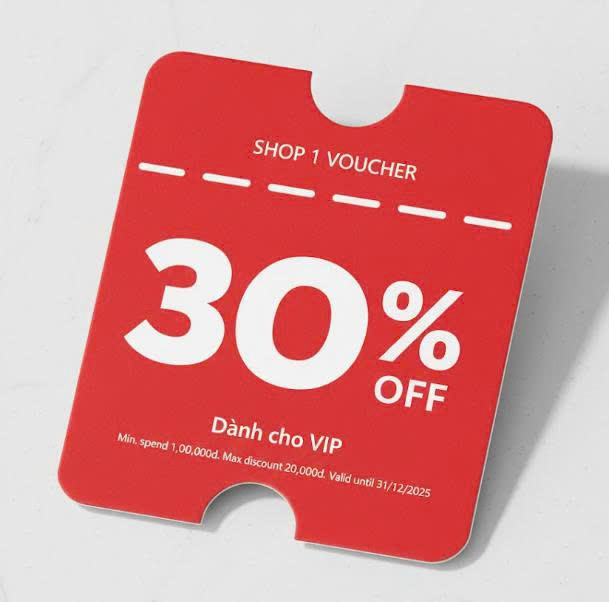 SHOP 1 VOUCHER
30% OFF
Dành cho VIP
Min. spend 1,00,000đ. Max discount 20,000đ. Valid until 31/12/2025